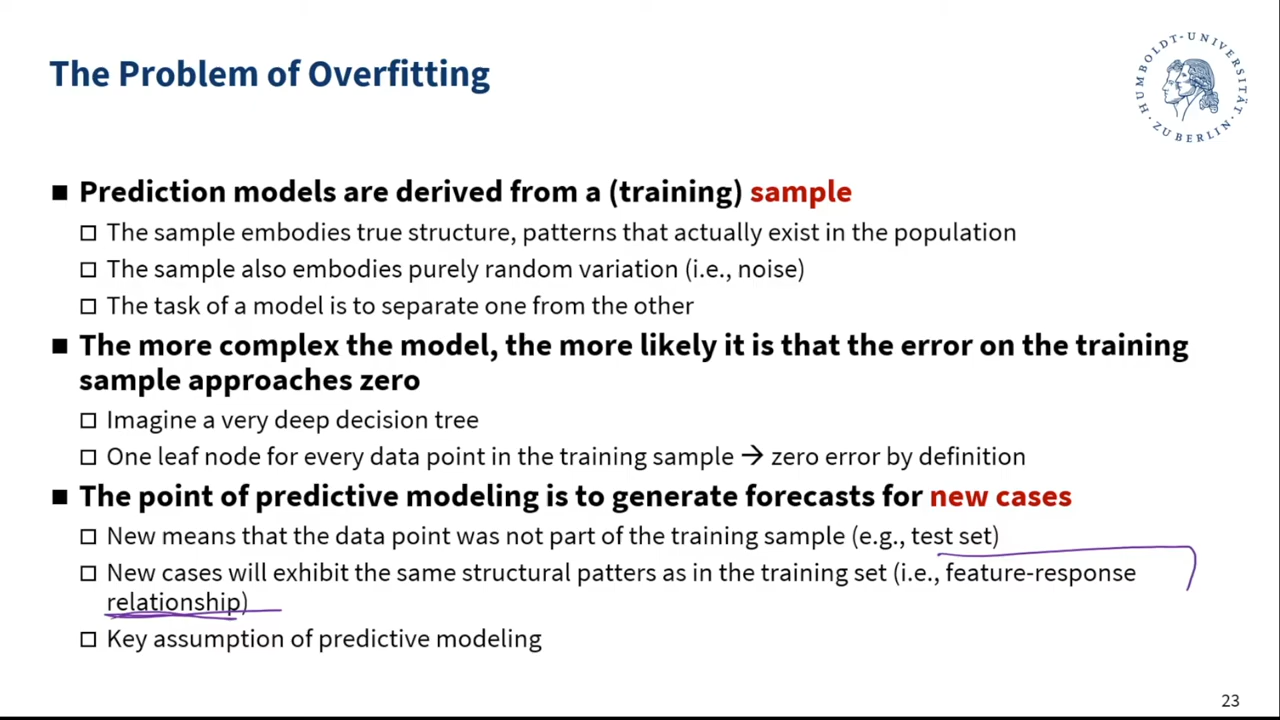 The Problem of Overfitting
HUMBOLDT-UNIVERSITÄT
ZU BERLIN
■ Prediction models are derived from a (training) sample
□ The sample embodies true structure, patterns that actually exist in the population
□ The sample also embodies purely random variation (i.e., noise)
□ The task of a model is to separate one from the other
■ The more complex the model, the more likely it is that the error on the training
sample approaches zero
□ Imagine a very deep decision tree
□ One leaf node for every data point in the training sample → zero error by definition
■ The point of predictive modeling is to generate forecasts for new cases
□ New means that the data point was not part of the training sample (e.g., test set)
□ New cases will exhibit the same structural patters as in the training set (i.e., feature-response
relationship)
□ Key assumption of predictive modeling
23